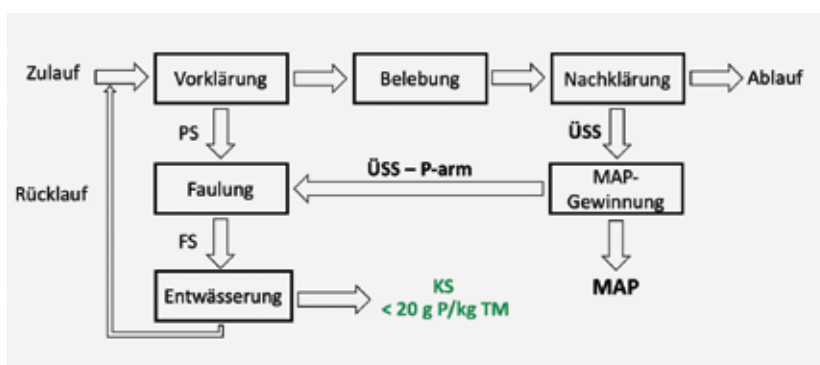 Zulauf
Vorklärung
Belebung
Nachklärung
Ablauf
PS
ÜSS
Rücklauf
Faulung
ÜSS – P-arm
MAP-
Gewinnung
FS
Entwässerung
KS
< 20 g P/kg TM
MAP